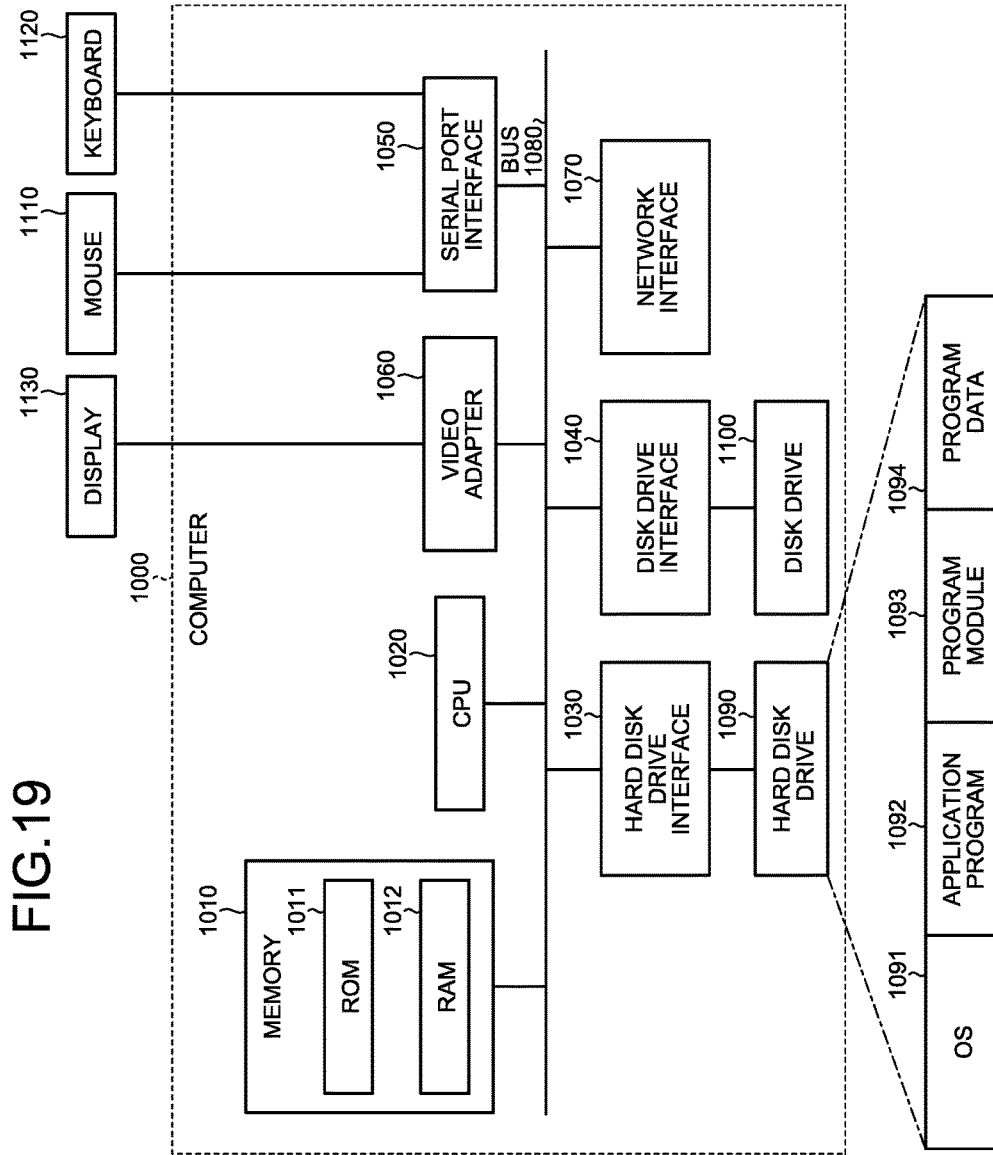 FIG.19
1130
DISPLAY
1110
MOUSE
1120
KEYBOARD
1000
COMPUTER
1010
MEMORY
1011
ROM
1012
RAM
1020
CPU
1060
VIDEO
ADAPTER
1050
SERIAL PORT
INTERFACE
BUS
1080
1030
HARD DISK
DRIVE
INTERFACE
1040
DISK DRIVE
INTERFACE
1070
NETWORK
INTERFACE
1090
HARD DISK
DRIVE
1100
DISK DRIVE
1091
OS
1092
APPLICATION
PROGRAM
1093
PROGRAM
MODULE
1094
PROGRAM
DATA